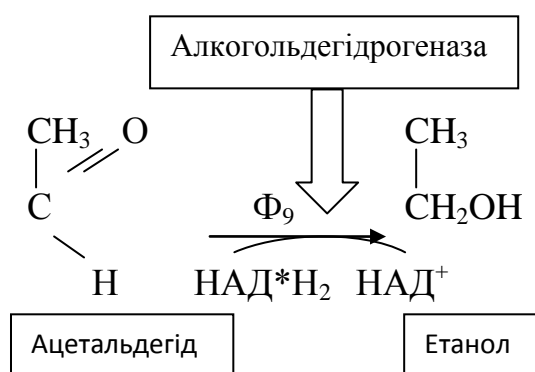 Алкогольдегідрогеназа
CH₃ O
CH₃
C
Ф₉
CH₂OH
H
НАД*H₂
НАД⁺
Ацетальдегід
Етанол